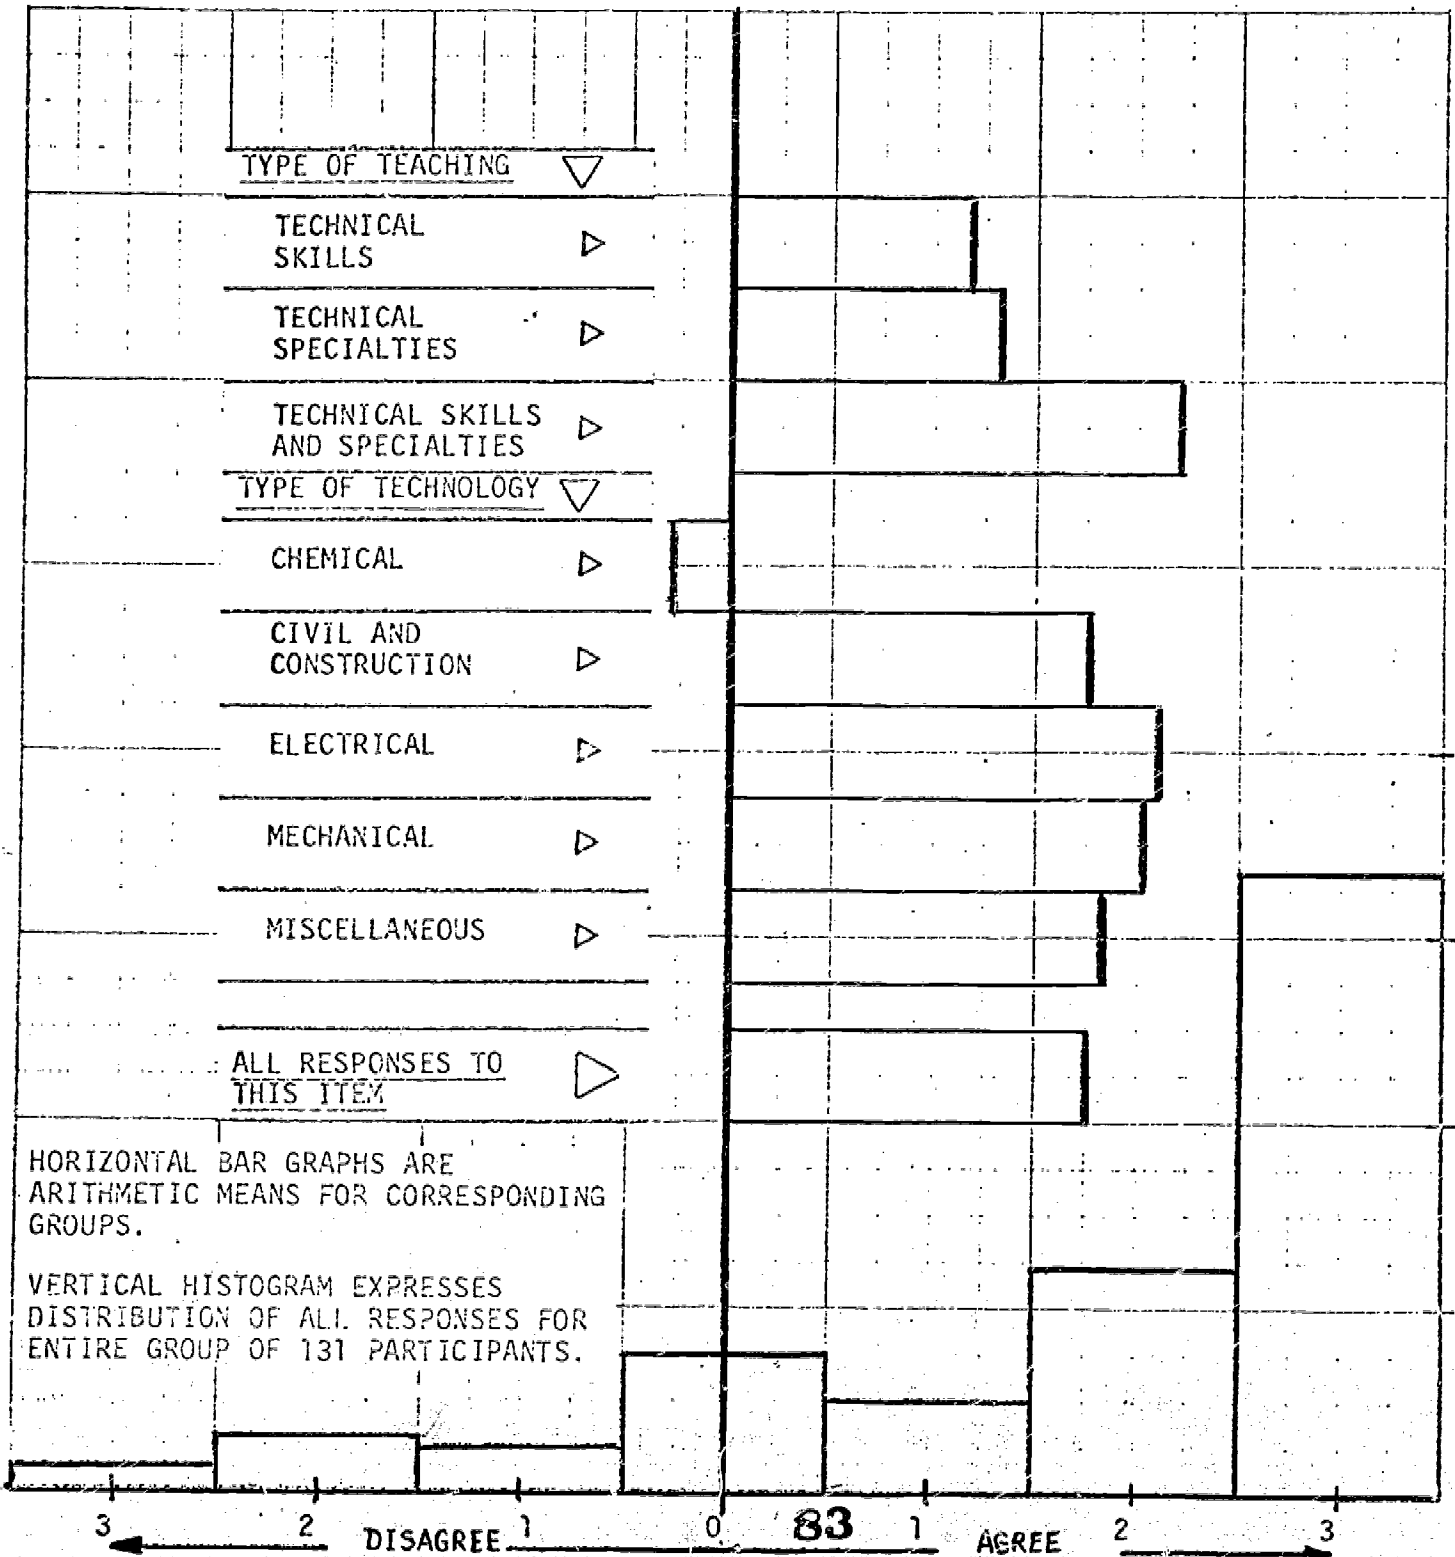 TYPE OF TEACHING
TECHNICAL
SKILLS
TECHNICAL
SPECIALTIES
TECHNICAL SKILLS
AND SPECIALTIES
TYPE OF TECHNOLOGY
CHEMICAL
CIVIL AND
CONSTRUCTION
ELECTRICAL
MECHANICAL
MISCELLANEOUS
ALL RESPONSES TO
THIS ITEM
HORIZONTAL BAR GRAPHS ARE
ARITHMETIC MEANS FOR CORRESPONDING
GROUPS.
VERTICAL HISTOGRAM EXPRESSES
DISTRIBUTION OF ALL RESPONSES FOR
ENTIRE GROUP OF 131 PARTICIPANTS.
3 2 1 0 83 1 2 3
DISAGREE AGREE